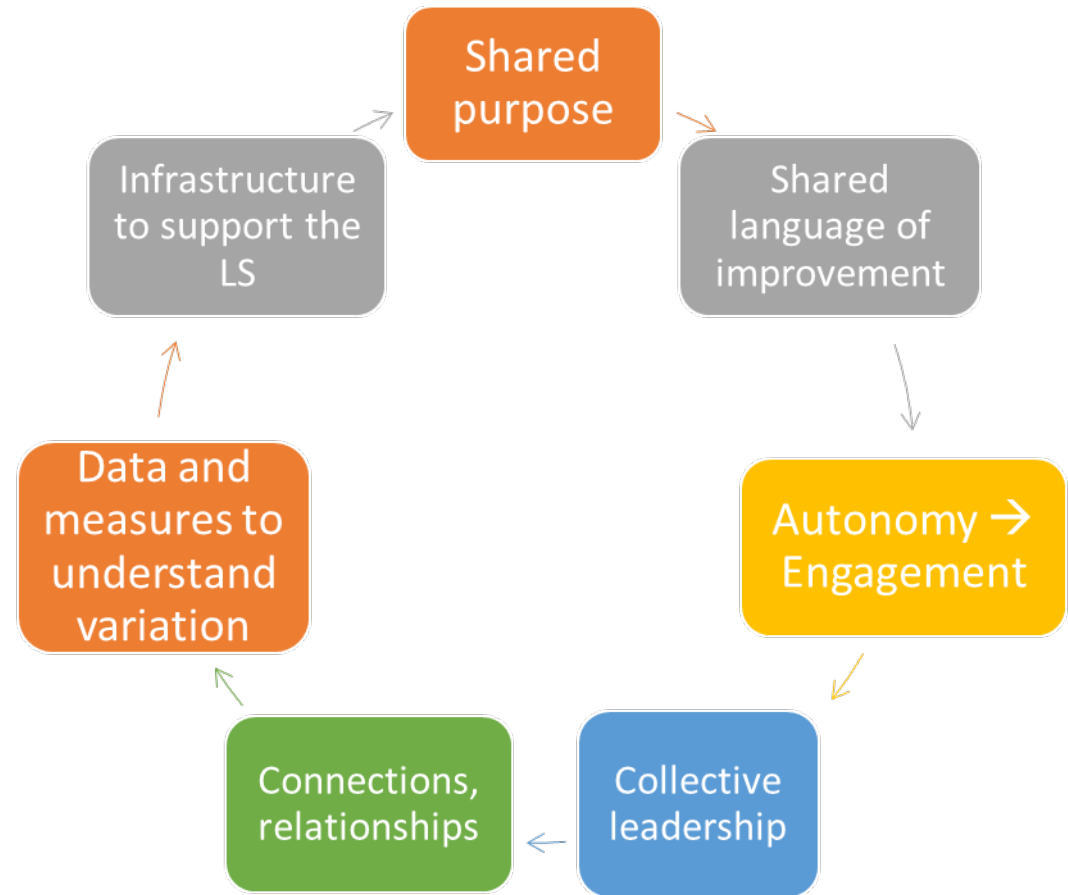 Shared
purpose
Shared
language of
improvement
Autonomy →
Engagement
Collective
leadership
Connections,
relationships
Data and
measures to
understand
variation
Infrastructure
to support the
LS